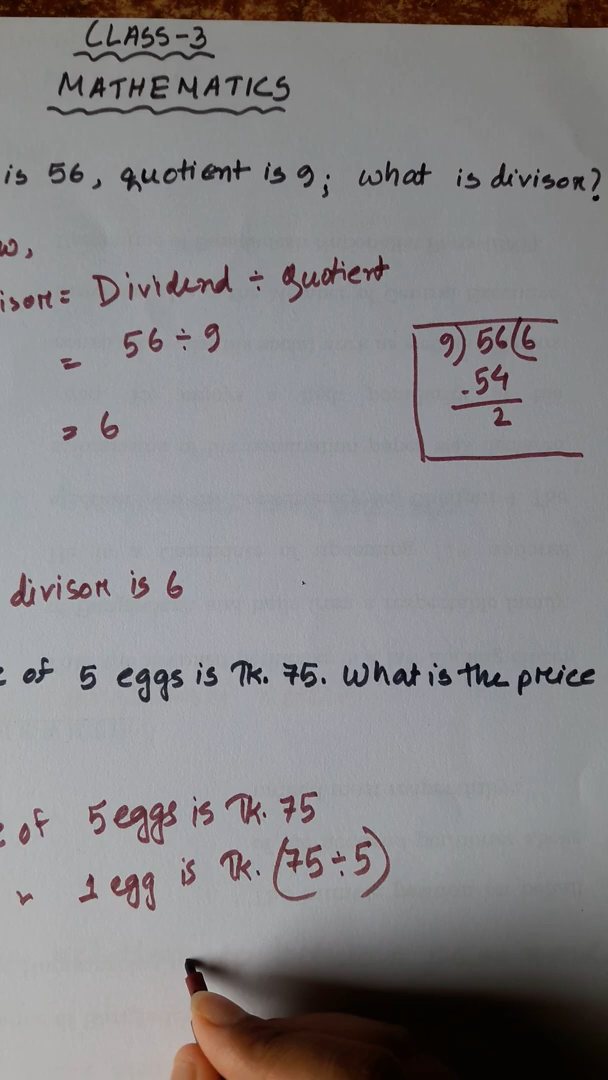 CLASS-3
MATHEMATICS
is 56, quotient is 9; what is divisor?
w,
isor = Dividend ÷ quotient
= 56 ÷ 9
= 6
9) 56 (6
- 54
2
divisor is 6
e of 5 eggs is Tk. 75. What is the preice
e of 5 eggs is Tk. 75
" 1 egg is Tk. (75 ÷ 5)